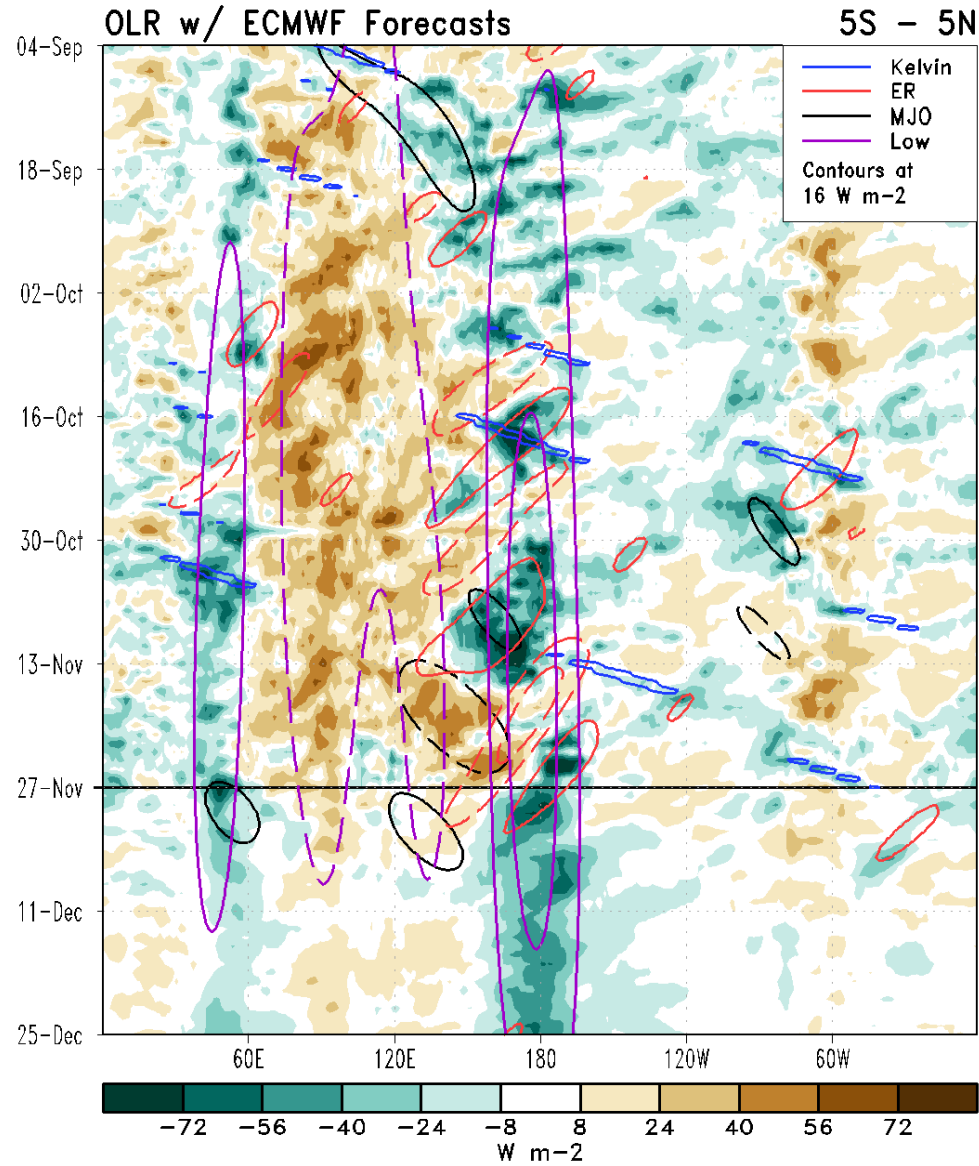 OLR w/ ECMWF Forecasts 5S - 5N
04-Sep
18-Sep
02-Oct
16-Oct
30-Oct
13-Nov
27-Nov
11-Dec
25-Dec
Kelvin
ER
MJO
Low
Contours at
16 W m-2
60E 120E 180 120W 60W
-72 -56 -40 -24 -8 8 24 40 56 72
W m-2